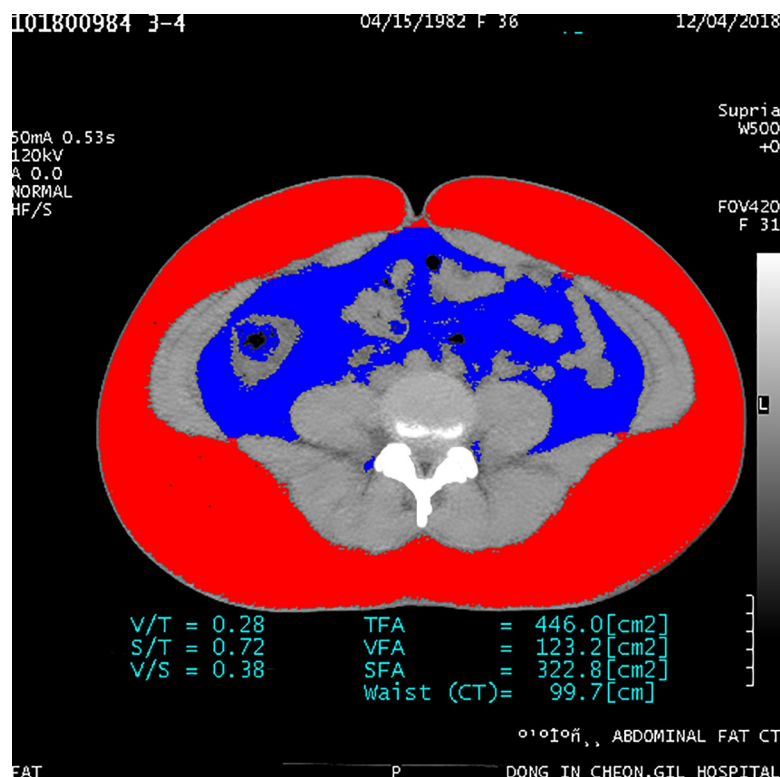 101800984 3-4 04/15/1982 F 36 12/04/2018
Supria
W500
+0
50mA 0.53s
120kV
A 0.0
NORMAL
HF/S
FOV420
F 31
L
V/T = 0.28 TFA = 446.0[cm2]
S/T = 0.72 VFA = 123.2[cm2]
V/S = 0.38 SFA = 322.8[cm2]
Waist (CT)= 99.7[cm]
ABDOMINAL FAT CT
FAT P DONG IN CHEON.GIL HOSPITAL